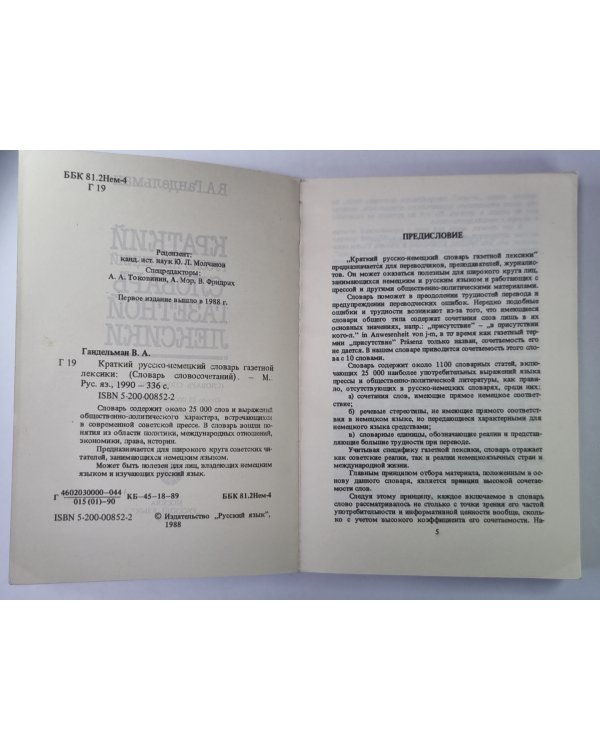 ББК 81.2Нем-4
Г 19
Рецензент:
канд. ист. наук Ю. Л. Молчанов
Спецредакторы:
А. А. Токовинин, А. Мэр, В. Фридрих
Первое издание вышло в 1988 г.
Гандельман В. А.
Г 19 Краткий русско-немецкий словарь газетной
лексики: (Словарь словосочетаний). – М.
Рус. яз., 1990 – 336 с.
ISBN 5-200-00852-2
Словарь содержит около 25 000 слов и выражений
общественно-политического характера, встречающихся
в современной советской прессе. В словарь вошли по-
нятия из области политики, международных отношений,
экономики, права, истории.
Предназначается для широкого круга советских чи-
тателей, занимающихся немецким языком.
Может быть полезен для лиц, владеющих немецким
языком и изучающих русский язык.
Г 4602030000–044 КБ–45–18–89 ББК 81.2Нем-4
015 (01)–90
ISBN 5-200-00852-2 © Издательство „Русский язык",
1988
ПРЕДИСЛОВИЕ
„Краткий русско-немецкий словарь газетной лексики"
предназначается для переводчиков, преподавателей, журналис-
тов. Он может оказаться полезным для широкого круга лиц,
занимающихся немецким и русским языком и работающих с
прессой и другими общественно-политическими материалами.
Словарь поможет в преодолении трудностей перевода и
предупреждении переводческих ошибок. Нередко подобные
ошибки и трудности возникают из-за того, что имеющиеся
словари общего типа содержат сочетания слов лишь в их
основных значениях, напр.: „присутствие" – „в присутствии
кого-л." in Anwesenheit von j-m, в то время как газетный тер-
мин „присутствие" Präsenz только назван, сочетаемость его
не дается. В нашем словаре приводится сочетаемость этого сло-
ва с 10 словами.
Словарь содержит около 1100 словарных статей, включаю-
щих 25 000 наиболее употребительных выражений языка
прессы и общественно-политической литературы, как прави-
ло, отсутствующих в русско-немецких словарях, среди них:
а) сочетания слов, имеющие прямое немецкое соответ-
ствие;
б) речевые стереотипы, не имеющие прямого соответствия
в немецком языке, но передающиеся характерными для
немецкого языка средствами;
в) словарные единицы, обозначающие реалии и представ-
ляющие большие трудности при переводе.
Учитывая специфику газетной лексики, словарь отражает
как советские реалии, так и реалии немецкоязычных стран и
международной жизни.
Главным принципом отбора материала, положенным в ос-
нову данного словаря, является принцип высокой сочетае-
мости слов.
Следуя этому принципу, каждое включаемое в словарь
слово рассматривалось не столько с точки зрения его частой
употребительности и информативной ценности вообще, сколь-
ко с учетом высокого коэффициента его сочетаемости. На-
5